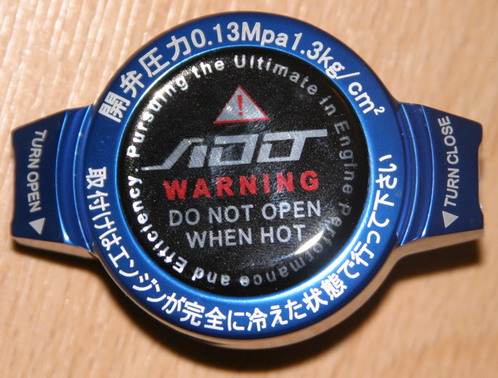 開弁圧力0.13Mpa1.3kg/cm²
Pursuing the Ultimate in Engine Performance and Efficiency
WARNING
DO NOT OPEN
WHEN HOT
TURN OPEN
TURN CLOSE
取付けはエンジンが完全に冷えた状態で行って下さい